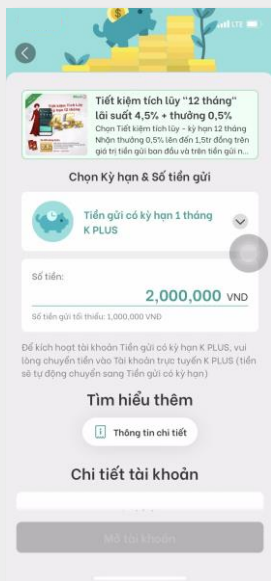 LTE
Tiết kiệm tích lũy "12 tháng"
lãi suất 4,5% + thưởng 0,5%
Chọn Tiết kiệm tích lũy - kỳ hạn 12 tháng
Nhận thưởng 0,5% lên đến 1,5tr đồng trên
giá trị tiền gửi ban đầu và trên tiền gửi n...
Chọn Kỳ hạn & Số tiền gửi
Tiền gửi có kỳ hạn 1 tháng
K PLUS
Số tiền:
2,000,000 VND
Số tiền gửi tối thiểu: 1,000,000 VND
Để kích hoạt tài khoản Tiền gửi có kỳ hạn K PLUS, vui
lòng chuyển tiền vào Tài khoản trực tuyến K PLUS (tiền
sẽ tự động chuyển sang Tiền gửi có kỳ hạn)
Tìm hiểu thêm
Thông tin chi tiết
Chi tiết tài khoản
Mở tài khoản